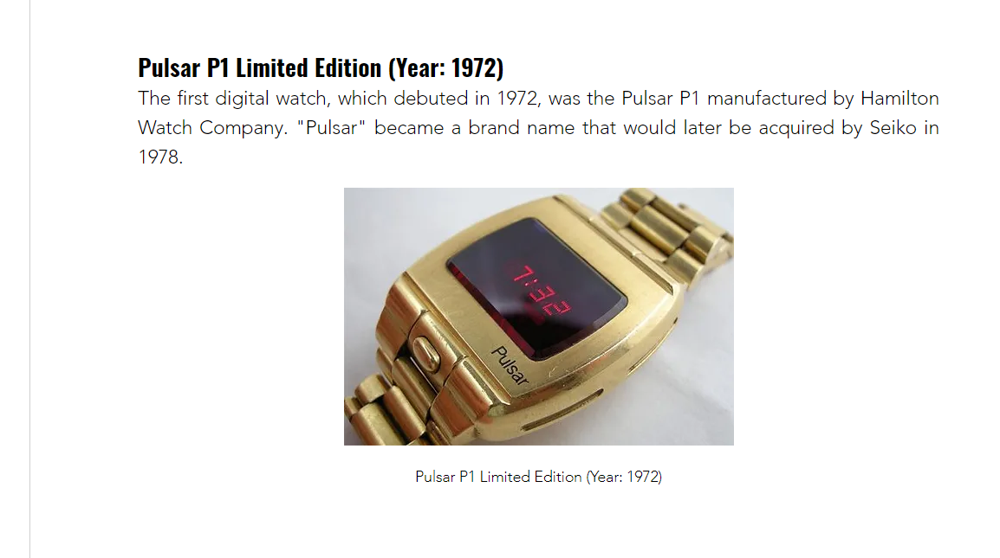 Pulsar P1 Limited Edition (Year: 1972)
The first digital watch, which debuted in 1972, was the Pulsar P1 manufactured by Hamilton
Watch Company. "Pulsar" became a brand name that would later be acquired by Seiko in
1978.
7:32
Pulsar
Pulsar P1 Limited Edition (Year: 1972)